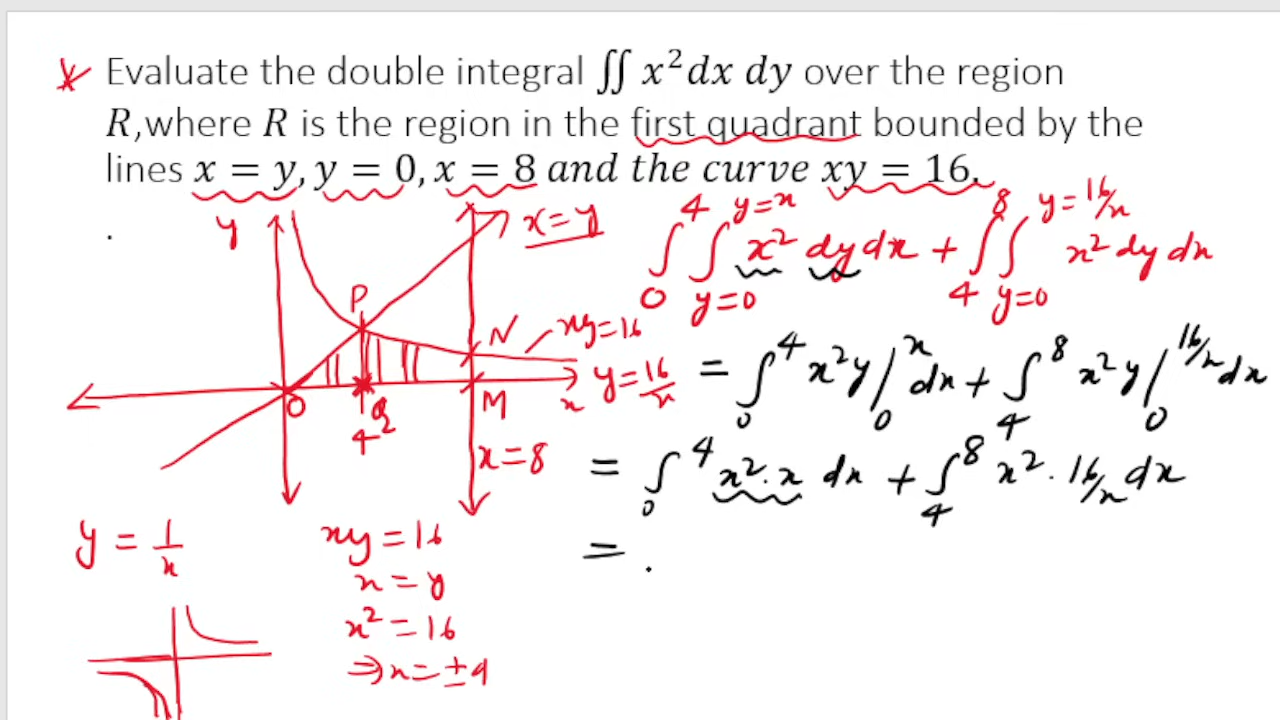 * Evaluate the double integral ∬ x² dx dy over the region
R,where R is the region in the first quadrant bounded by the
lines x = y, y = 0, x = 8 and the curve xy = 16.
.
y
x=y
P
N
xy=16
y=16/x
O
Q
4
M
x
x=8
∫₀⁴ ∫_{y=0}^{y=x} x² dy dx + ∫₄⁸ ∫_{y=0}^{y=16/x} x² dy dx
= ∫₀⁴ x²y /₀ˣ dx + ∫₄⁸ x²y /₀^{16/x} dx
= ∫₀⁴ x².x dx + ∫₄⁸ x². 16/x dx
= .
y = 1/x
xy = 16
x = y
x² = 16
⇒ x = ±4